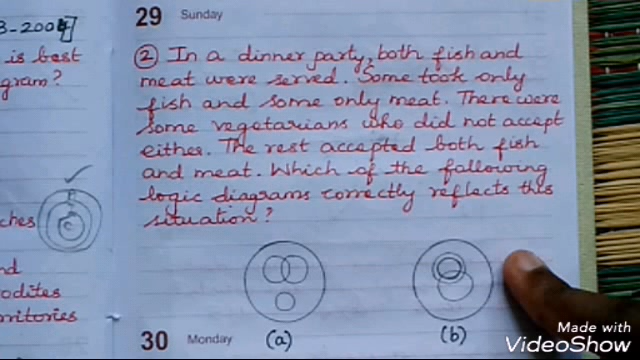 29 Sunday
3-2004
is best
gram?
② In a dinner party, both fish and
meat were served. Some took only
fish and some only meat. There were
some vegetarians who did not accept
either. The rest accepted both fish
and meat. Which of the following
logic diagrams correctly reflects this
situation?
ches
nd
odites
rritories
(a) (b)
30 Monday
Made with
VideoShow